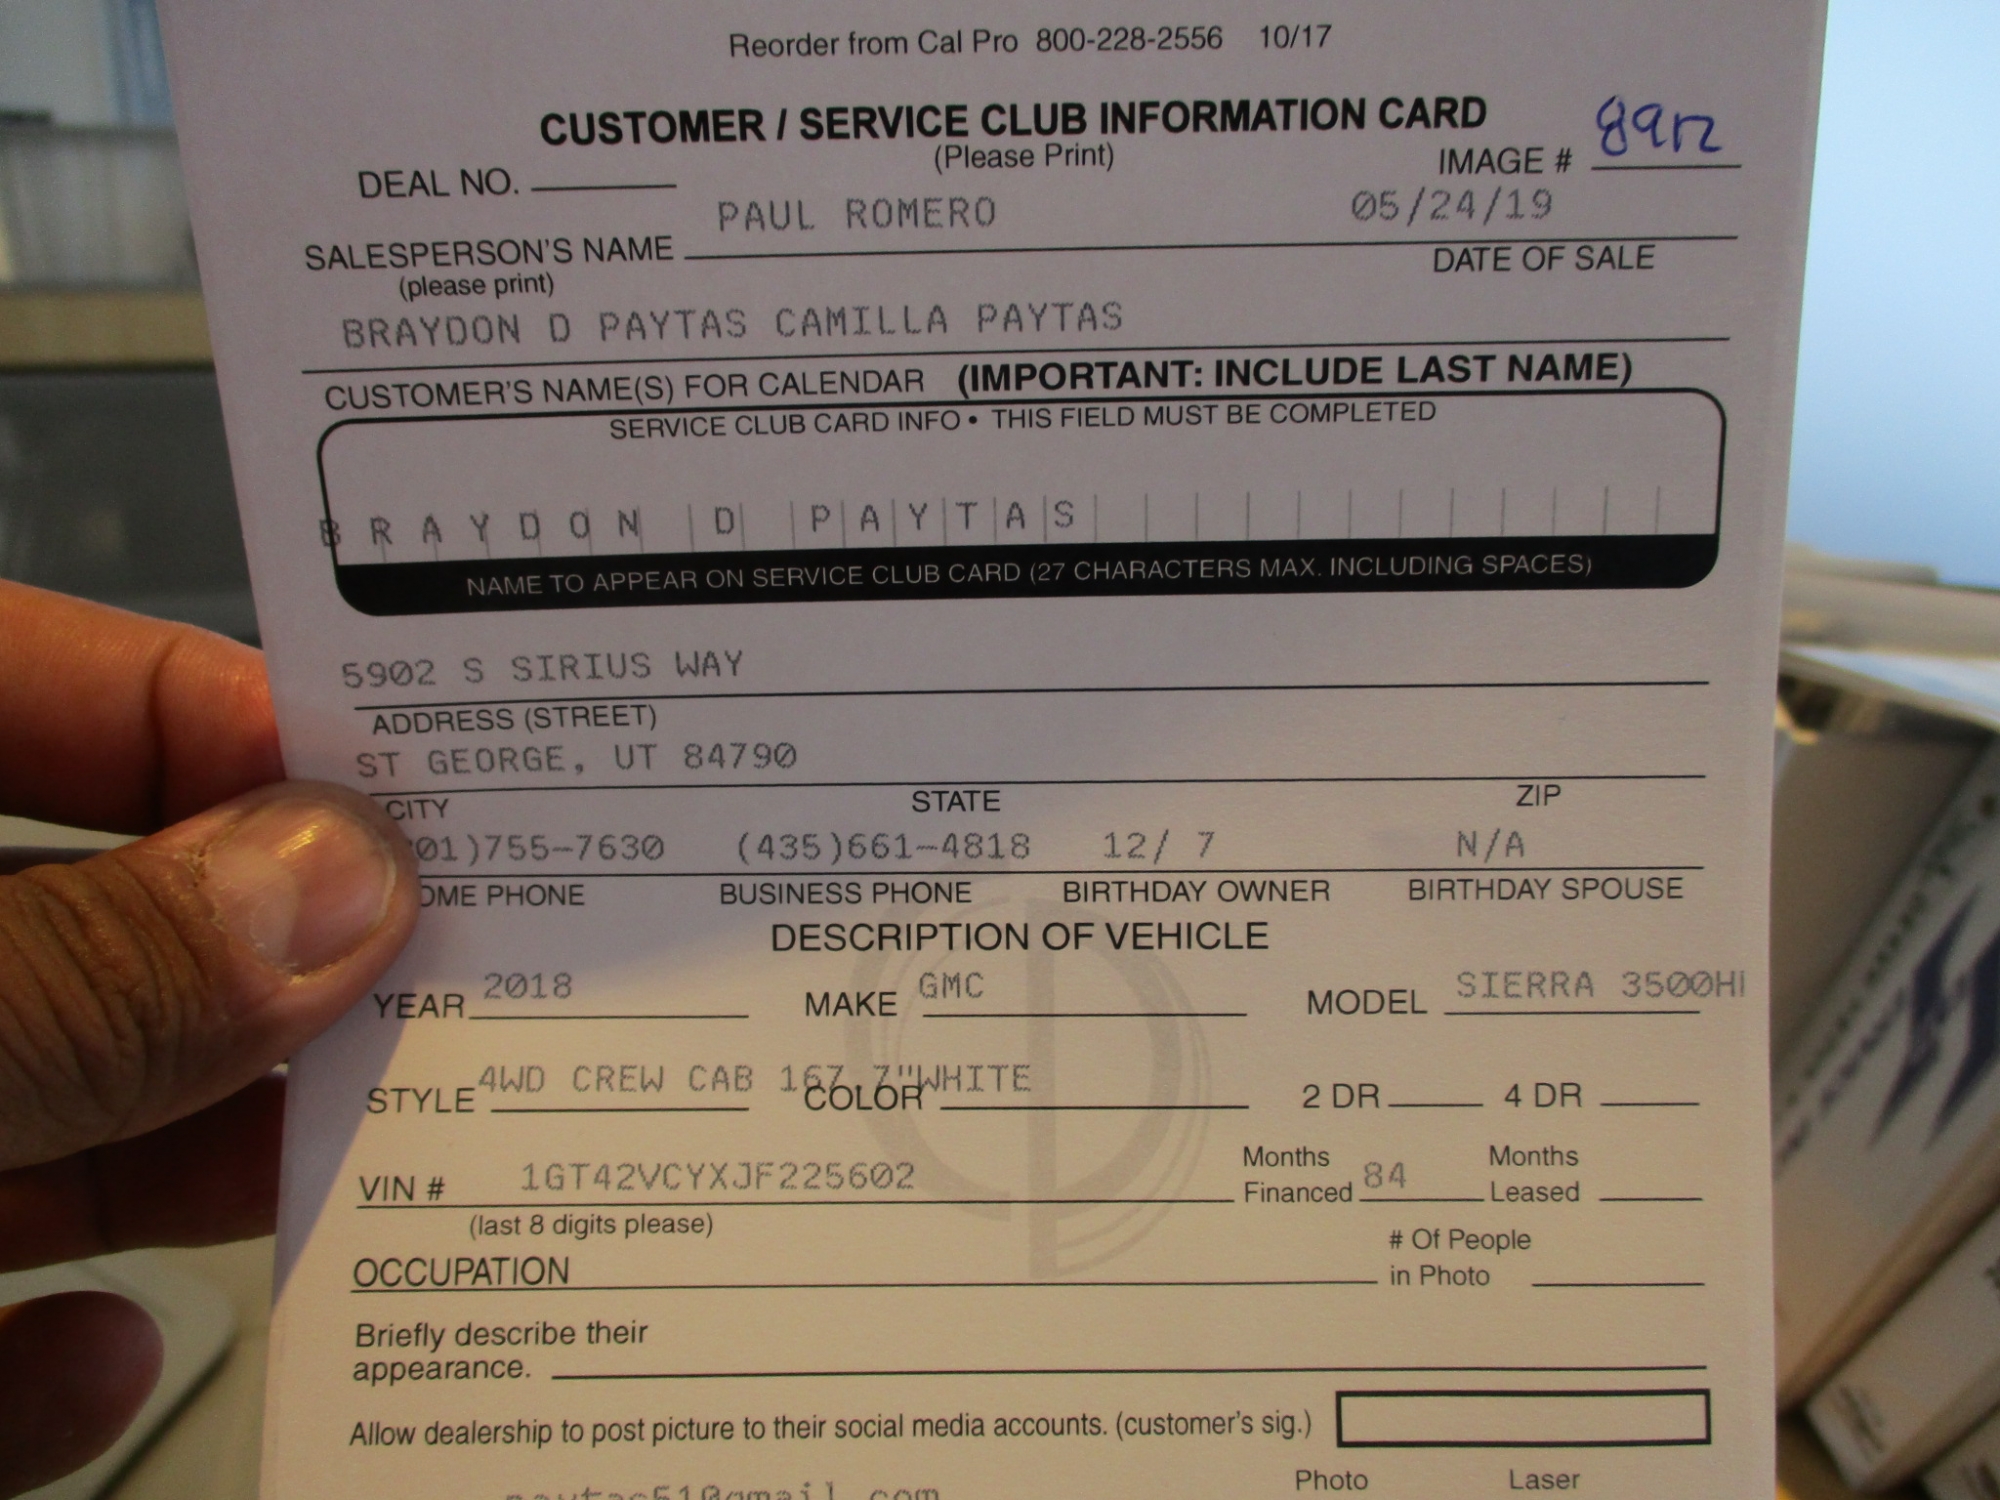 Reorder from Cal Pro 800-228-2556 10/17
CUSTOMER / SERVICE CLUB INFORMATION CARD
(Please Print)
DEAL NO.
IMAGE #
PAUL ROMERO 05/24/19
SALESPERSON'S NAME DATE OF SALE
(please print)
BRAYDON D PAYTAS CAMILLA PAYTAS
CUSTOMER'S NAME(S) FOR CALENDAR (IMPORTANT: INCLUDE LAST NAME)
SERVICE CLUB CARD INFO • THIS FIELD MUST BE COMPLETED
BRAYDON D PAYTAS
NAME TO APPEAR ON SERVICE CLUB CARD (27 CHARACTERS MAX. INCLUDING SPACES)
5902 S SIRIUS WAY
ADDRESS (STREET)
ST GEORGE, UT 84790
CITY STATE ZIP
01)755-7630 (435)661-4818 12/ 7 N/A
OME PHONE BUSINESS PHONE BIRTHDAY OWNER BIRTHDAY SPOUSE
DESCRIPTION OF VEHICLE
YEAR 2018 MAKE GMC MODEL SIERRA 3500H
STYLE 4WD CREW CAB 167.7" COLOR WHITE 2 DR 4 DR
VIN # 1GT42VCYXJF225602 Months Financed 84 Months Leased
(last 8 digits please)
OCCUPATION # Of People in Photo
Briefly describe their
appearance.
Allow dealership to post picture to their social media accounts. (customer's sig.)
Photo Laser